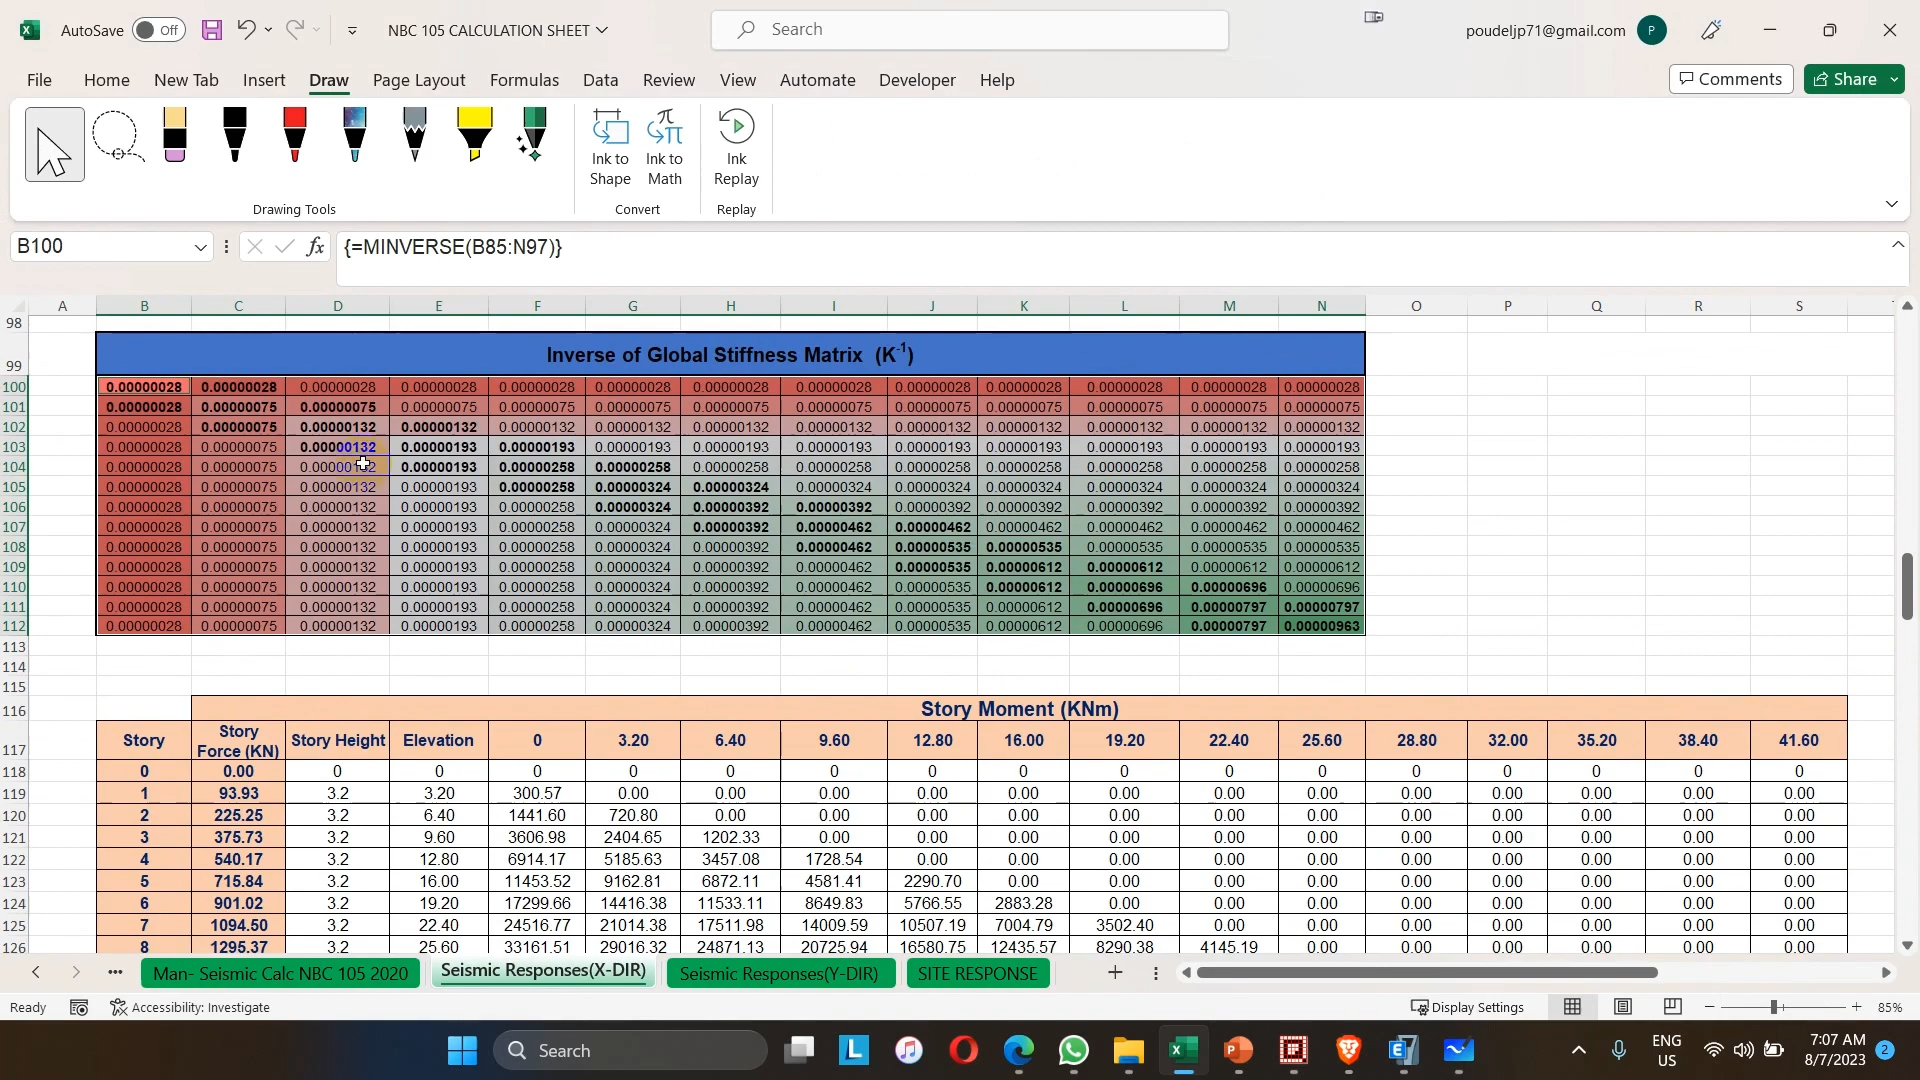 AutoSave Off NBC 105 CALCULATION SHEET Search poudeljp71@gmail.com P
File Home New Tab Insert Draw Page Layout Formulas Data Review View Automate Developer Help Comments Share
Ink to Shape Ink to Math Ink Replay
Drawing Tools Convert Replay
B100 fx {=MINVERSE(B85:N97)}
A B C D E F G H I J K L M N O P Q R S
98
99 Inverse of Global Stiffness Matrix (K-1)
100 0.00000028 0.00000028 0.00000028 0.00000028 0.00000028 0.00000028 0.00000028 0.00000028 0.00000028 0.00000028 0.00000028 0.00000028 0.00000028
101 0.00000028 0.00000075 0.00000075 0.00000075 0.00000075 0.00000075 0.00000075 0.00000075 0.00000075 0.00000075 0.00000075 0.00000075 0.00000075
102 0.00000028 0.00000075 0.00000132 0.00000132 0.00000132 0.00000132 0.00000132 0.00000132 0.00000132 0.00000132 0.00000132 0.00000132 0.00000132
103 0.00000028 0.00000075 0.00000132 0.00000193 0.00000193 0.00000193 0.00000193 0.00000193 0.00000193 0.00000193 0.00000193 0.00000193 0.00000193
104 0.00000028 0.00000075 0.00000132 0.00000193 0.00000258 0.00000258 0.00000258 0.00000258 0.00000258 0.00000258 0.00000258 0.00000258 0.00000258
105 0.00000028 0.00000075 0.00000132 0.00000193 0.00000258 0.00000324 0.00000324 0.00000324 0.00000324 0.00000324 0.00000324 0.00000324 0.00000324
106 0.00000028 0.00000075 0.00000132 0.00000193 0.00000258 0.00000324 0.00000392 0.00000392 0.00000392 0.00000392 0.00000392 0.00000392 0.00000392
107 0.00000028 0.00000075 0.00000132 0.00000193 0.00000258 0.00000324 0.00000392 0.00000462 0.00000462 0.00000462 0.00000462 0.00000462 0.00000462
108 0.00000028 0.00000075 0.00000132 0.00000193 0.00000258 0.00000324 0.00000392 0.00000462 0.00000535 0.00000535 0.00000535 0.00000535 0.00000535
109 0.00000028 0.00000075 0.00000132 0.00000193 0.00000258 0.00000324 0.00000392 0.00000462 0.00000535 0.00000612 0.00000612 0.00000612 0.00000612
110 0.00000028 0.00000075 0.00000132 0.00000193 0.00000258 0.00000324 0.00000392 0.00000462 0.00000535 0.00000612 0.00000696 0.00000696 0.00000696
111 0.00000028 0.00000075 0.00000132 0.00000193 0.00000258 0.00000324 0.00000392 0.00000462 0.00000535 0.00000612 0.00000696 0.00000797 0.00000797
112 0.00000028 0.00000075 0.00000132 0.00000193 0.00000258 0.00000324 0.00000392 0.00000462 0.00000535 0.00000612 0.00000696 0.00000797 0.00000963
113
114
115
116 Story Moment (KNm)
117 Story Story Force (KN) Story Height Elevation 0 3.20 6.40 9.60 12.80 16.00 19.20 22.40 25.60 28.80 32.00 35.20 38.40 41.60
118 0 0.00 0 0 0 0 0 0 0 0 0 0 0 0 0 0 0 0
119 1 93.93 3.2 3.20 300.57 0.00 0.00 0.00 0.00 0.00 0.00 0.00 0.00 0.00 0.00 0.00 0.00 0.00
120 2 225.25 3.2 6.40 1441.60 720.80 0.00 0.00 0.00 0.00 0.00 0.00 0.00 0.00 0.00 0.00 0.00 0.00
121 3 375.73 3.2 9.60 3606.98 2404.65 1202.33 0.00 0.00 0.00 0.00 0.00 0.00 0.00 0.00 0.00 0.00 0.00
122 4 540.17 3.2 12.80 6914.17 5185.63 3457.08 1728.54 0.00 0.00 0.00 0.00 0.00 0.00 0.00 0.00 0.00 0.00
123 5 715.84 3.2 16.00 11453.52 9162.81 6872.11 4581.41 2290.70 0.00 0.00 0.00 0.00 0.00 0.00 0.00 0.00 0.00
124 6 901.02 3.2 19.20 17299.66 14416.38 11533.11 8649.83 5766.55 2883.28 0.00 0.00 0.00 0.00 0.00 0.00 0.00 0.00
125 7 1094.50 3.2 22.40 24516.77 21014.38 17511.98 14009.59 10507.19 7004.79 3502.40 0.00 0.00 0.00 0.00 0.00 0.00 0.00
126 8 1295.37 3.2 25.60 33161.51 29016.32 24871.13 20725.94 16580.75 12435.57 8290.38 4145.19 0.00 0.00 0.00 0.00 0.00 0.00
Man- Seismic Calc NBC 105 2020 Seismic Responses(X-DIR) Seismic Responses(Y-DIR) SITE RESPONSE
Ready Accessibility: Investigate Display Settings 85%
Search ENG US 7:07 AM 8/7/2023 2